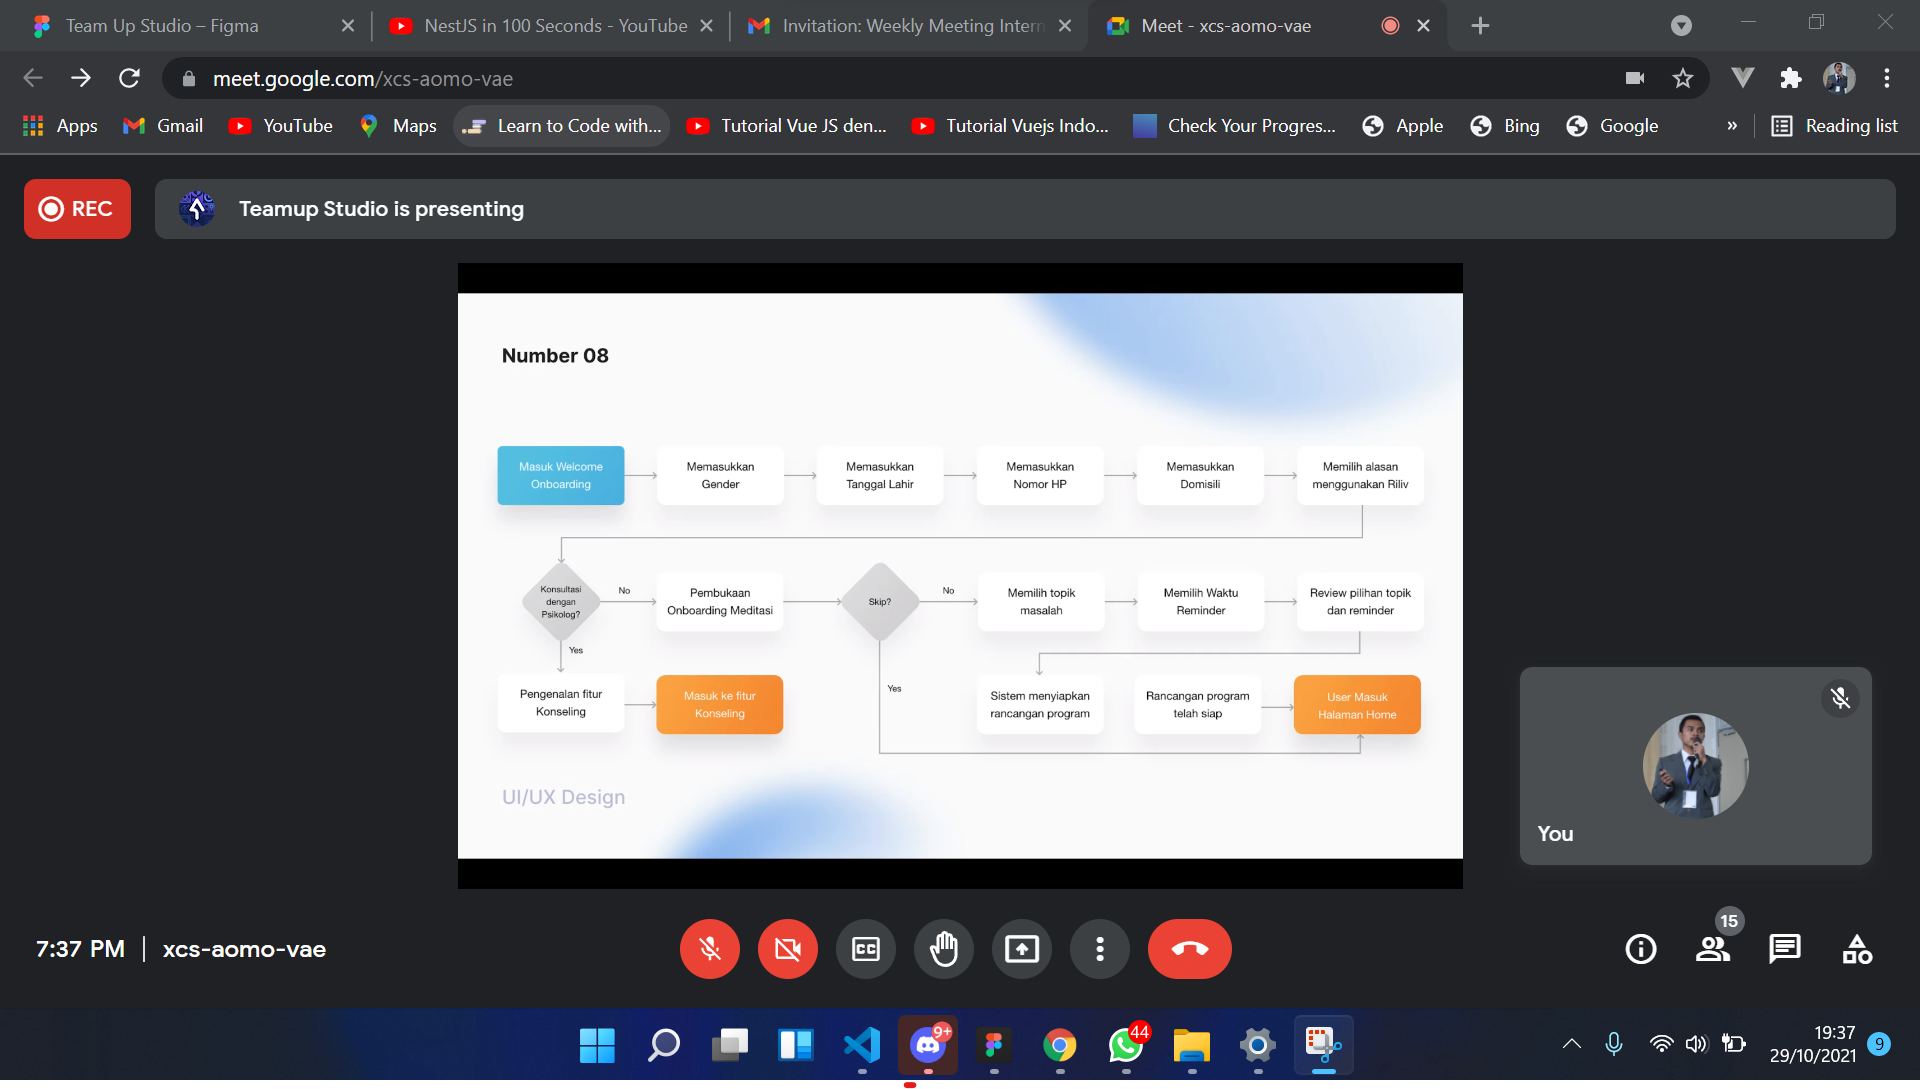 Team Up Studio – Figma
NestJS in 100 Seconds - YouTube
Invitation: Weekly Meeting Intern
Meet - xcs-aomo-vae
meet.google.com/xcs-aomo-vae
Apps
Gmail
YouTube
Maps
Learn to Code with...
Tutorial Vue JS den...
Tutorial Vuejs Indo...
Check Your Progres...
Apple
Bing
Google
»
Reading list
REC
Teamup Studio is presenting
Number 08
Masuk Welcome
Onboarding
Memasukkan
Gender
Memasukkan
Tanggal Lahir
Memasukkan
Nomor HP
Memasukkan
Domisili
Memilih alasan
menggunakan Riliv
Konsultasi
dengan
Psikolog?
No
Pembukaan
Onboarding Meditasi
Skip?
No
Memilih topik
masalah
Memilih Waktu
Reminder
Review pilihan topik
dan reminder
Yes
Yes
Pengenalan fitur
Konseling
Masuk ke fitur
Konseling
Sistem menyiapkan
rancangan program
Rancangan program
telah siap
User Masuk
Halaman Home
UI/UX Design
You
7:37 PM
xcs-aomo-vae
CC
15
9+
44
19:37
29/10/2021
9